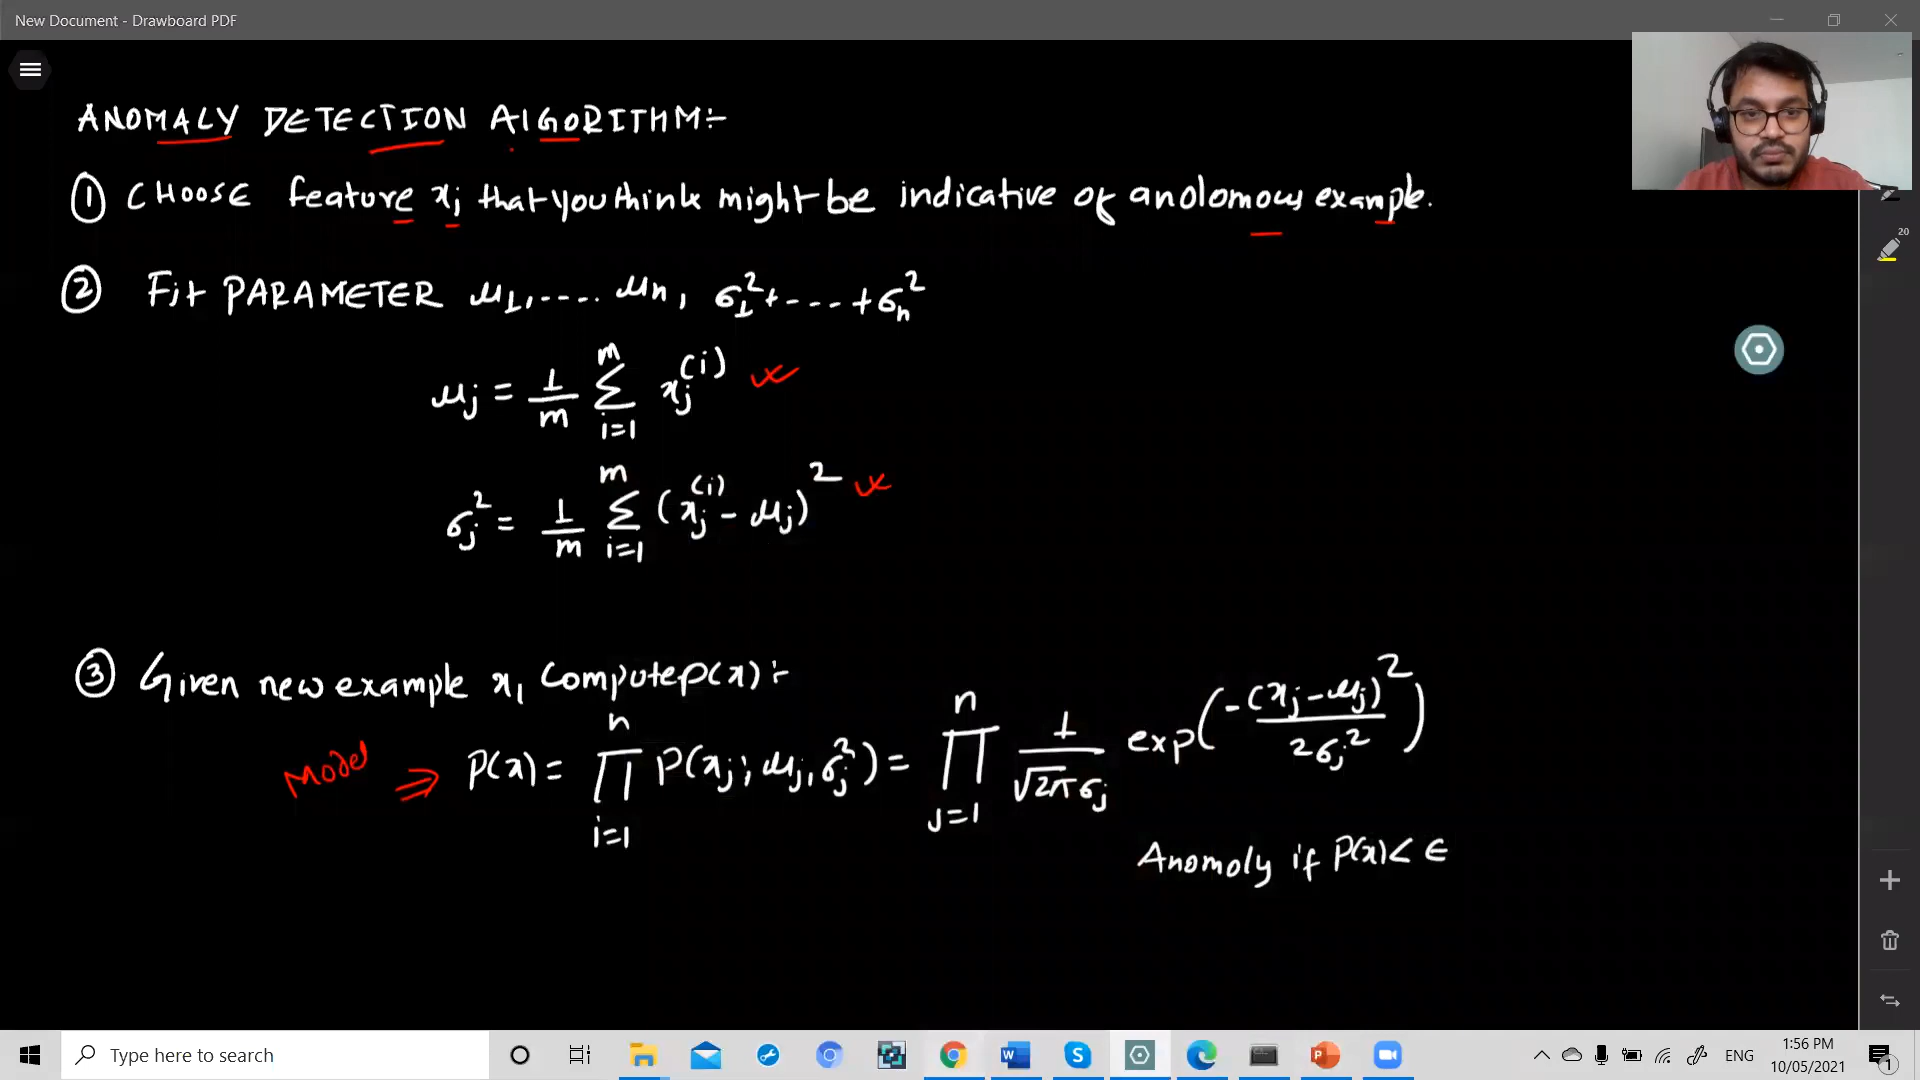 New Document - Drawboard PDF
ANOMALY DETECTION AlGORITHM:-
① CHOOSE feature xj that you think might be indicative of anolomous example.
20
② Fit PARAMETER μ1,.... μn, σ1²+---+σn²
μj = 1/m Σ(i=1 to m) xj^(i)
σj² = 1/m Σ(i=1 to m) (xj^(i) - μj)²
③ Given new example x, compute p(x):-
Model ⇒ P(x) = ∏(i=1 to n) P(xj; μj, σj²) = ∏(j=1 to n) 1/(√2π σj) exp(-(xj-μj)²/2σj²)
Anomoly if P(x) < ∈
Type here to search
ENG
1:56 PM
10/05/2021
1